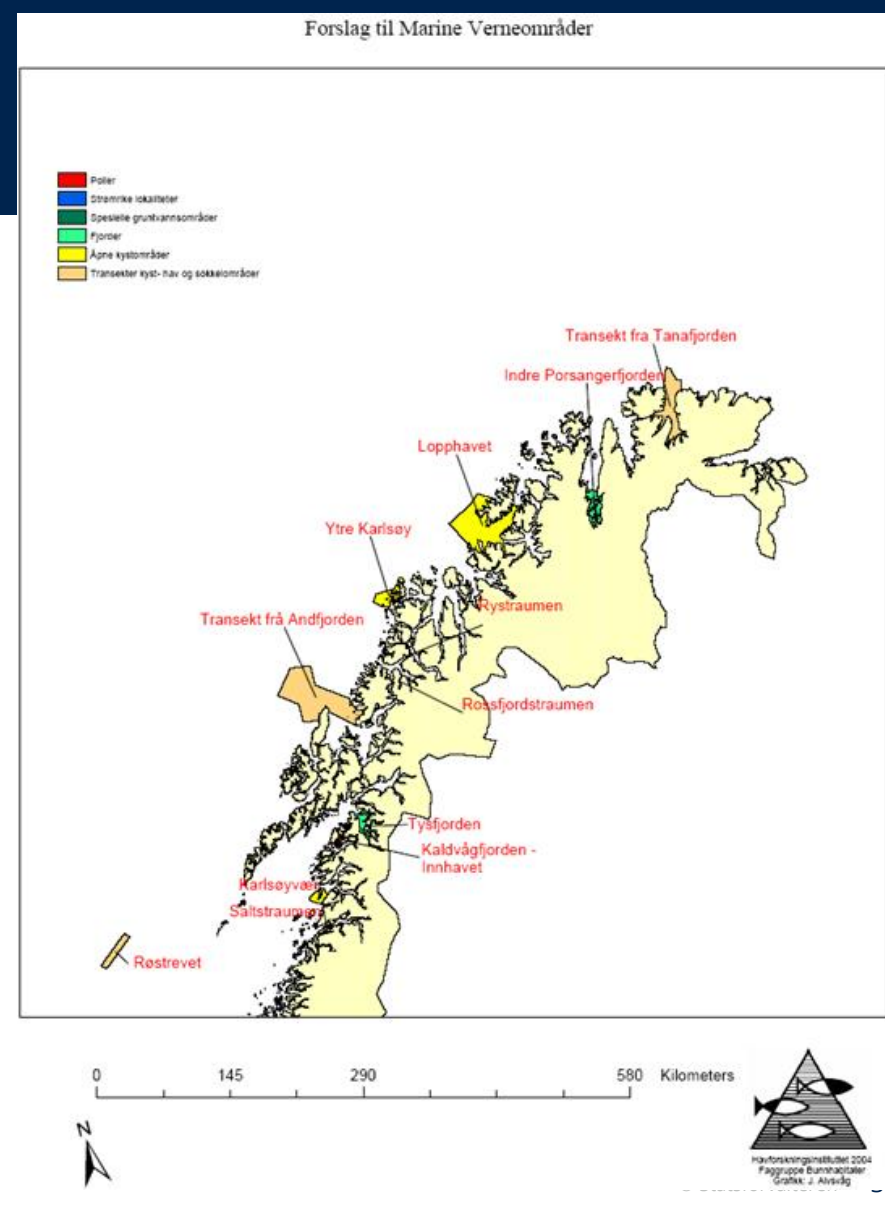 Forslag til Marine Verneområder
Poller
Strømrike lokaliteter
Spesielle gruntvannsområder
Fjorder
Åpne kystområder
Transekter kyst- hav og sokkelområder
Transekt fra Tanafjorden
Indre Porsangerfjorden
Lopphavet
Ytre Karlsøy
Rystraumen
Transekt frå Andfjorden
Rossfjordstraumen
Tysfjorden
Kaldvågfjorden -
Innhavet
Karlsøyvær
Saltstraumen
Røstrevet
0 145 290 580 Kilometers
N
Havforskningsinstituttet 2004
Faggruppe Bunnhabitater
Grafikk: J. Alvsvåg